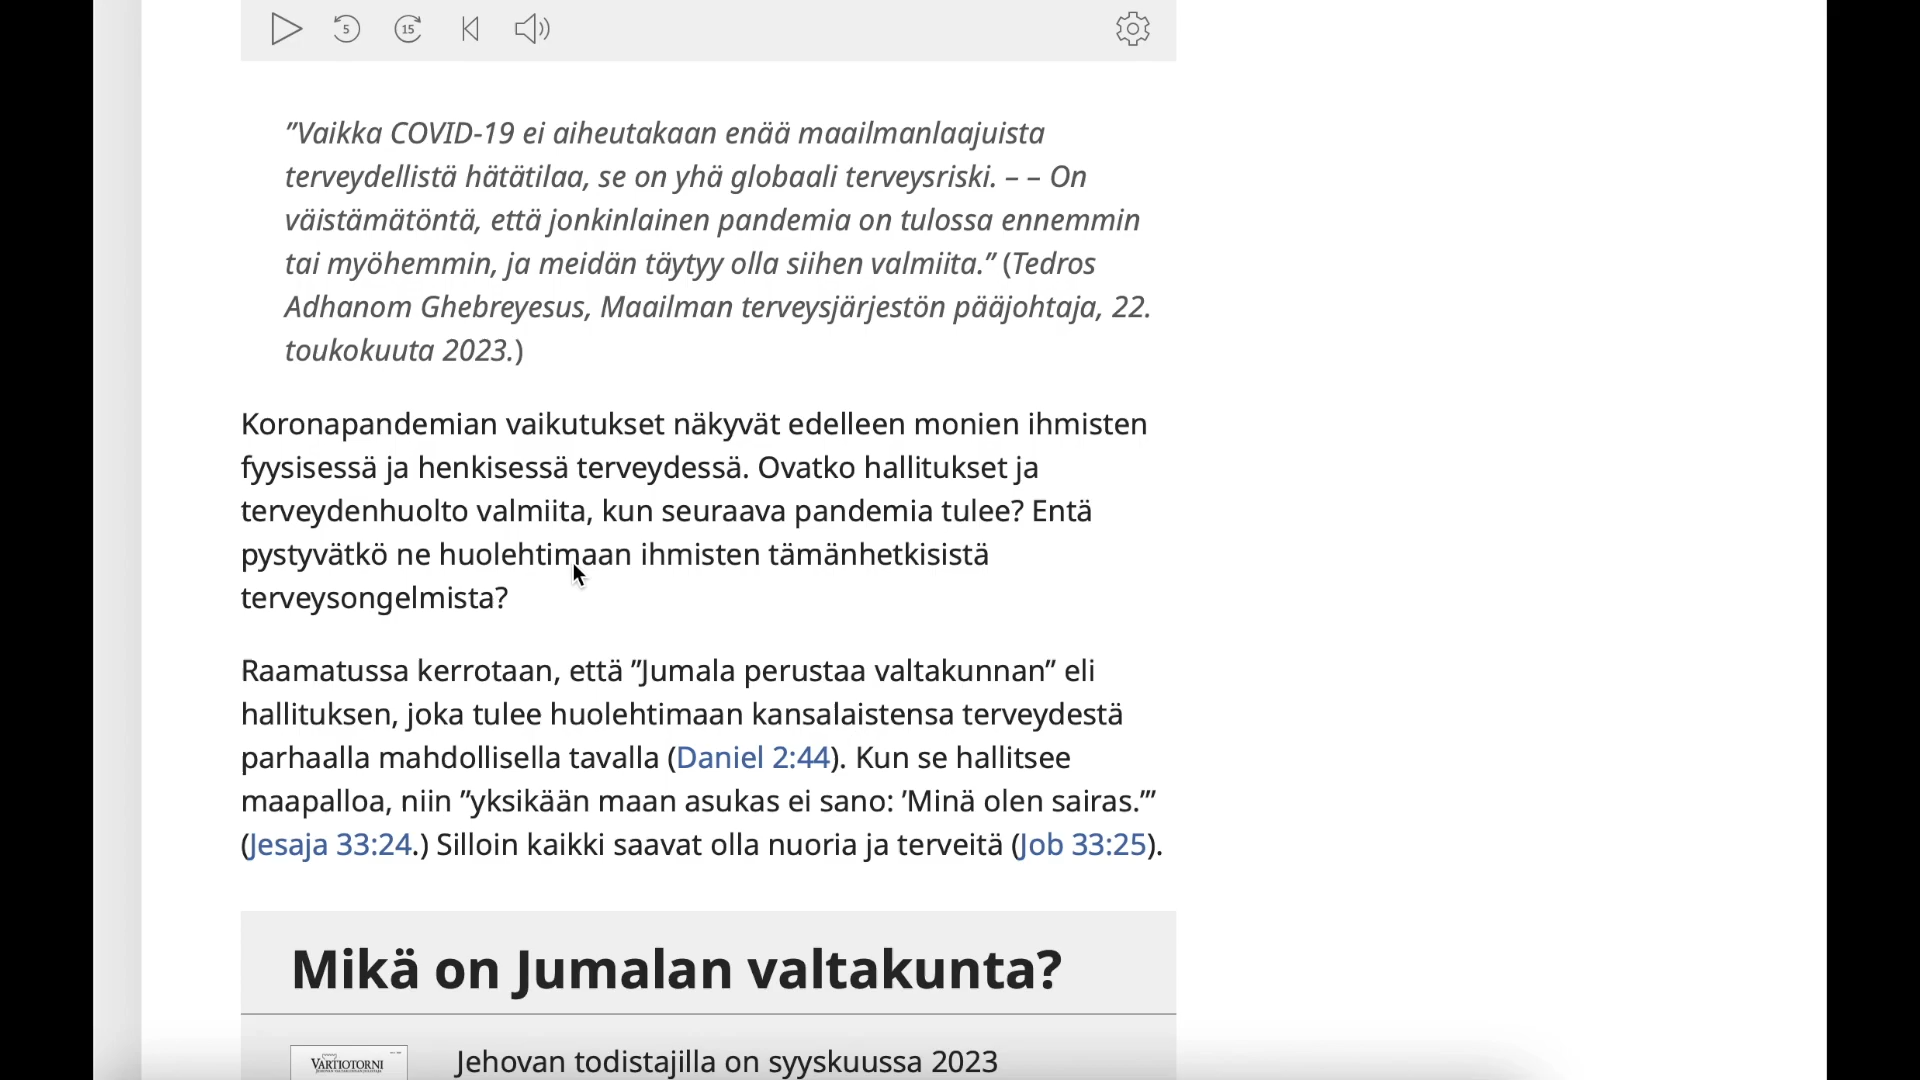 5
15
”Vaikka COVID-19 ei aiheutakaan enää maailmanlaajuista
terveydellistä hätätilaa, se on yhä globaali terveysriski. – – On
väistämätöntä, että jonkinlainen pandemia on tulossa ennemmin
tai myöhemmin, ja meidän täytyy olla siihen valmiita.” (Tedros
Adhanom Ghebreyesus, Maailman terveysjärjestön pääjohtaja, 22.
toukokuuta 2023.)
Koronapandemian vaikutukset näkyvät edelleen monien ihmisten
fyysisessä ja henkisessä terveydessä. Ovatko hallitukset ja
terveydenhuolto valmiita, kun seuraava pandemia tulee? Entä
pystyvätkö ne huolehtimaan ihmisten tämänhetkisistä
terveysongelmista?
Raamatussa kerrotaan, että ”Jumala perustaa valtakunnan” eli
hallituksen, joka tulee huolehtimaan kansalaistensa terveydestä
parhaalla mahdollisella tavalla (Daniel 2:44). Kun se hallitsee
maapalloa, niin ”yksikään maan asukas ei sano: ’Minä olen sairas.’”
(Jesaja 33:24.) Silloin kaikki saavat olla nuoria ja terveitä (Job 33:25).
Mikä on Jumalan valtakunta?
VARTIOTORNI
Jehovan todistajilla on syyskuussa 2023